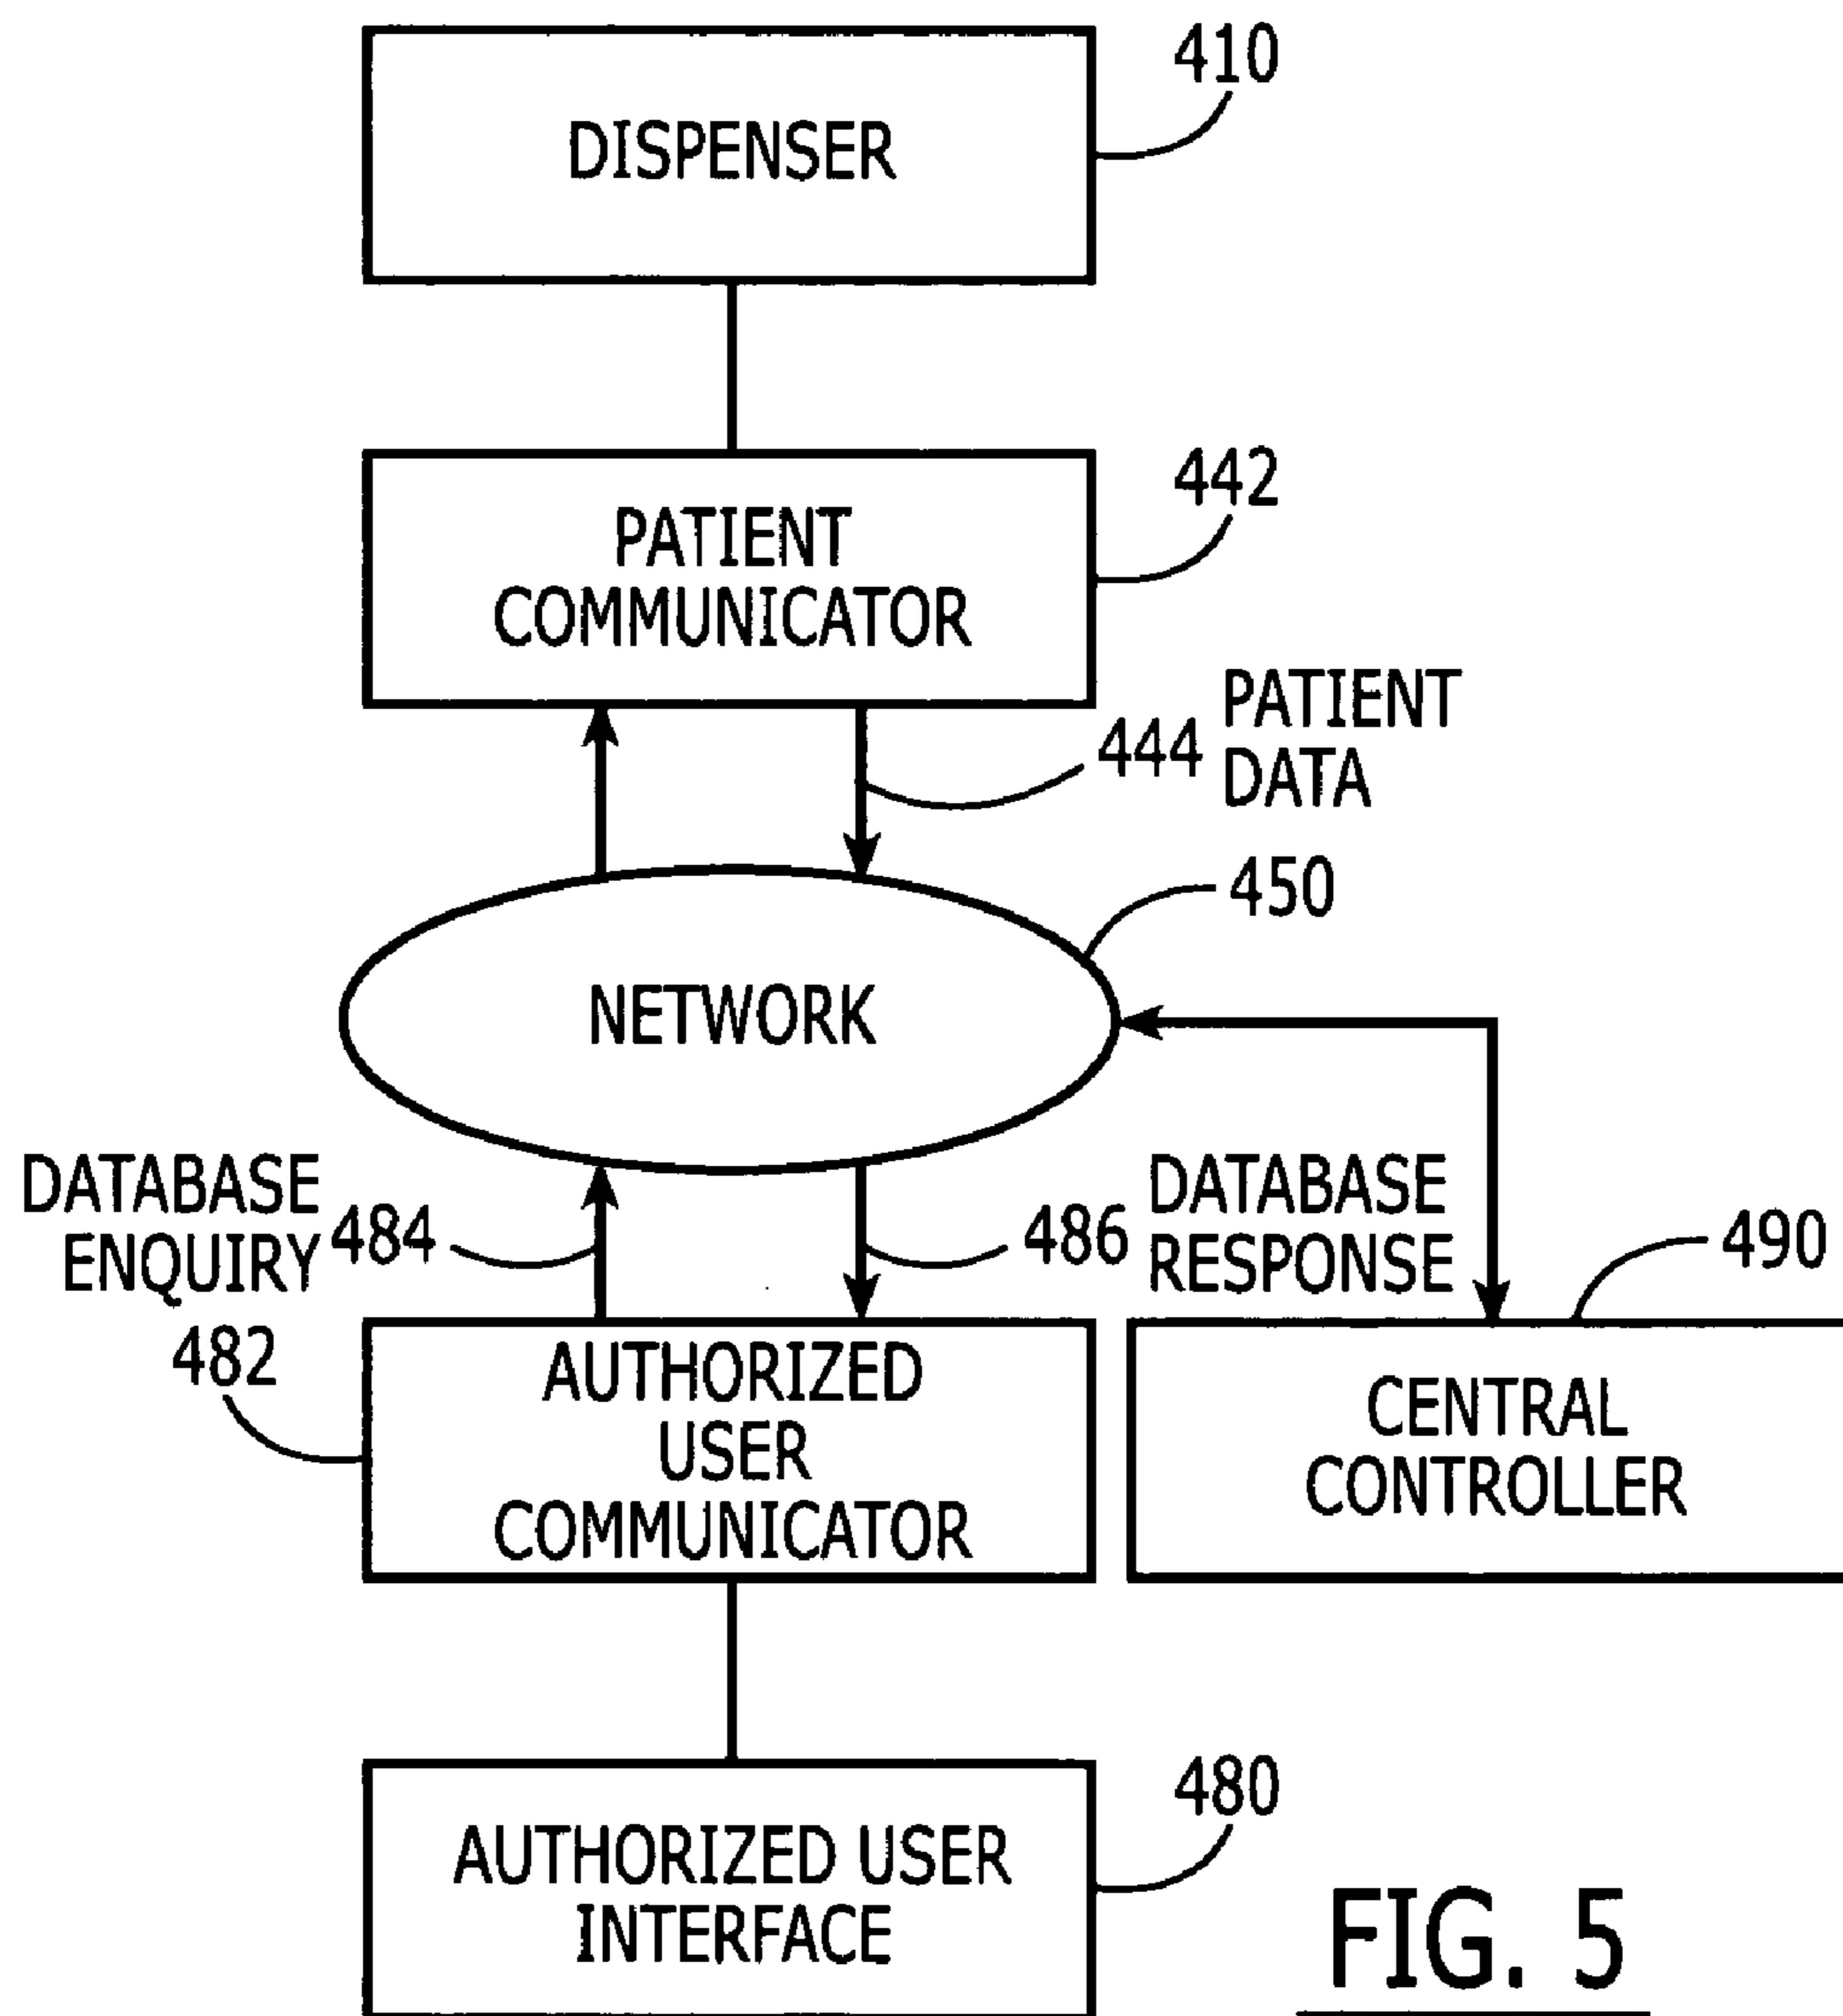 410
DISPENSER
442
PATIENT
COMMUNICATOR
444
PATIENT
DATA
450
NETWORK
DATABASE
ENQUIRY
484
486
DATABASE
RESPONSE
490
482
AUTHORIZED
USER
COMMUNICATOR
CENTRAL
CONTROLLER
480
AUTHORIZED USER
INTERFACE
FIG. 5